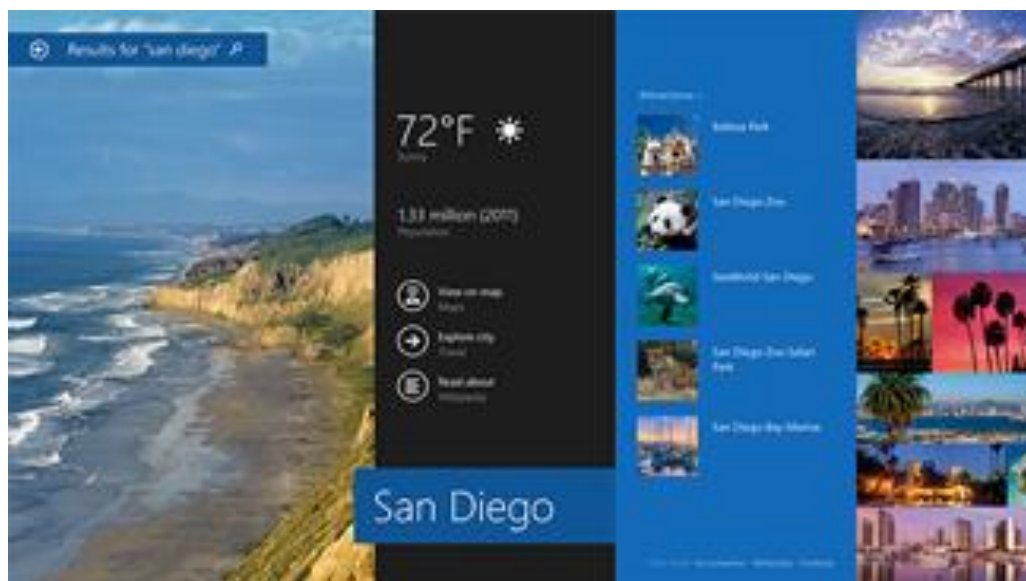 Results for "san diego"
72°F
Sunny
1.33 million (2011)
Population
View on map
Maps
Explore city
Travel
Read about
Wikipedia
San Diego
Attractions
Balboa Park
San Diego Zoo
SeaWorld San Diego
San Diego Zoo Safari
Park
San Diego Bay Marina